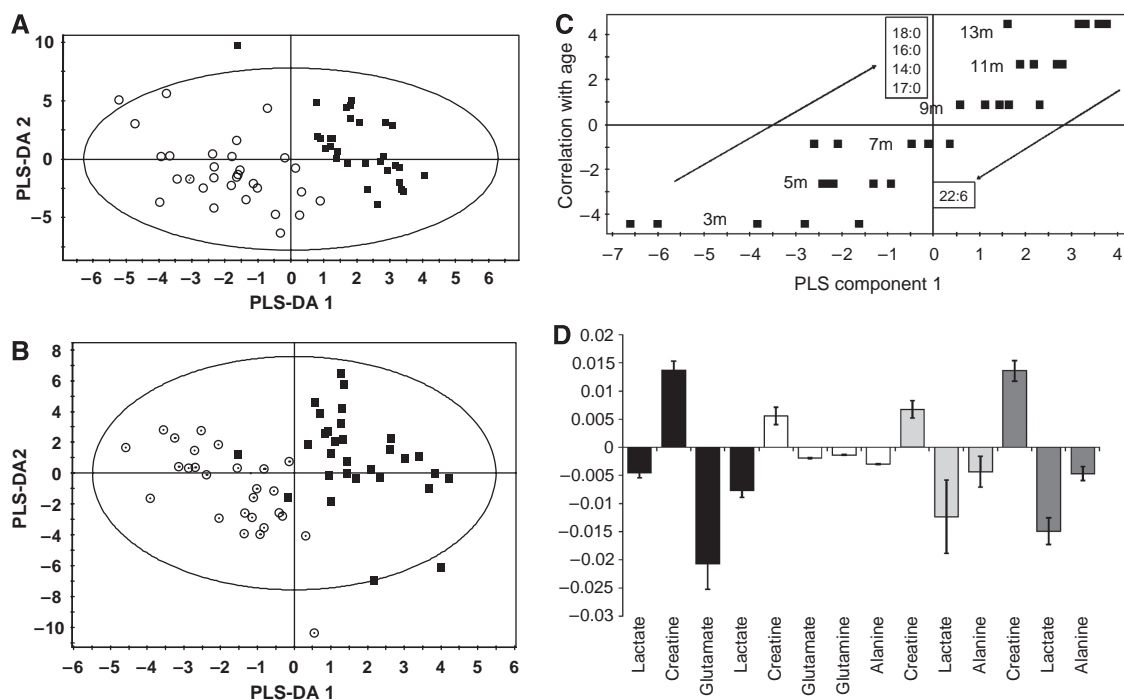 A
PLS-DA 2
10
5
0
−5
−6 −5 −4 −3 −2 −1 0 1 2 3 4 5 6
PLS-DA 1
B
PLS-DA2
8
6
4
2
0
−2
−4
−6
−8
−10
−6 −5 −4 −3 −2 −1 0 1 2 3 4 5 6
PLS-DA 1
C
Correlation with age
4
2
0
−2
−4
18:0
16:0
14:0
17:0
13m
11m
9m
7m
5m
22:6
3m
−7 −6 −5 −4 −3 −2 −1 0 1 2 3 4
PLS component 1
D
0.02
0.015
0.01
0.005
0
−0.005
−0.01
−0.015
−0.02
−0.025
−0.03
Lactate
Creatine
Glutamate
Lactate
Creatine
Glutamate
Glutamine
Alanine
Creatine
Lactate
Alanine
Creatine
Lactate
Alanine